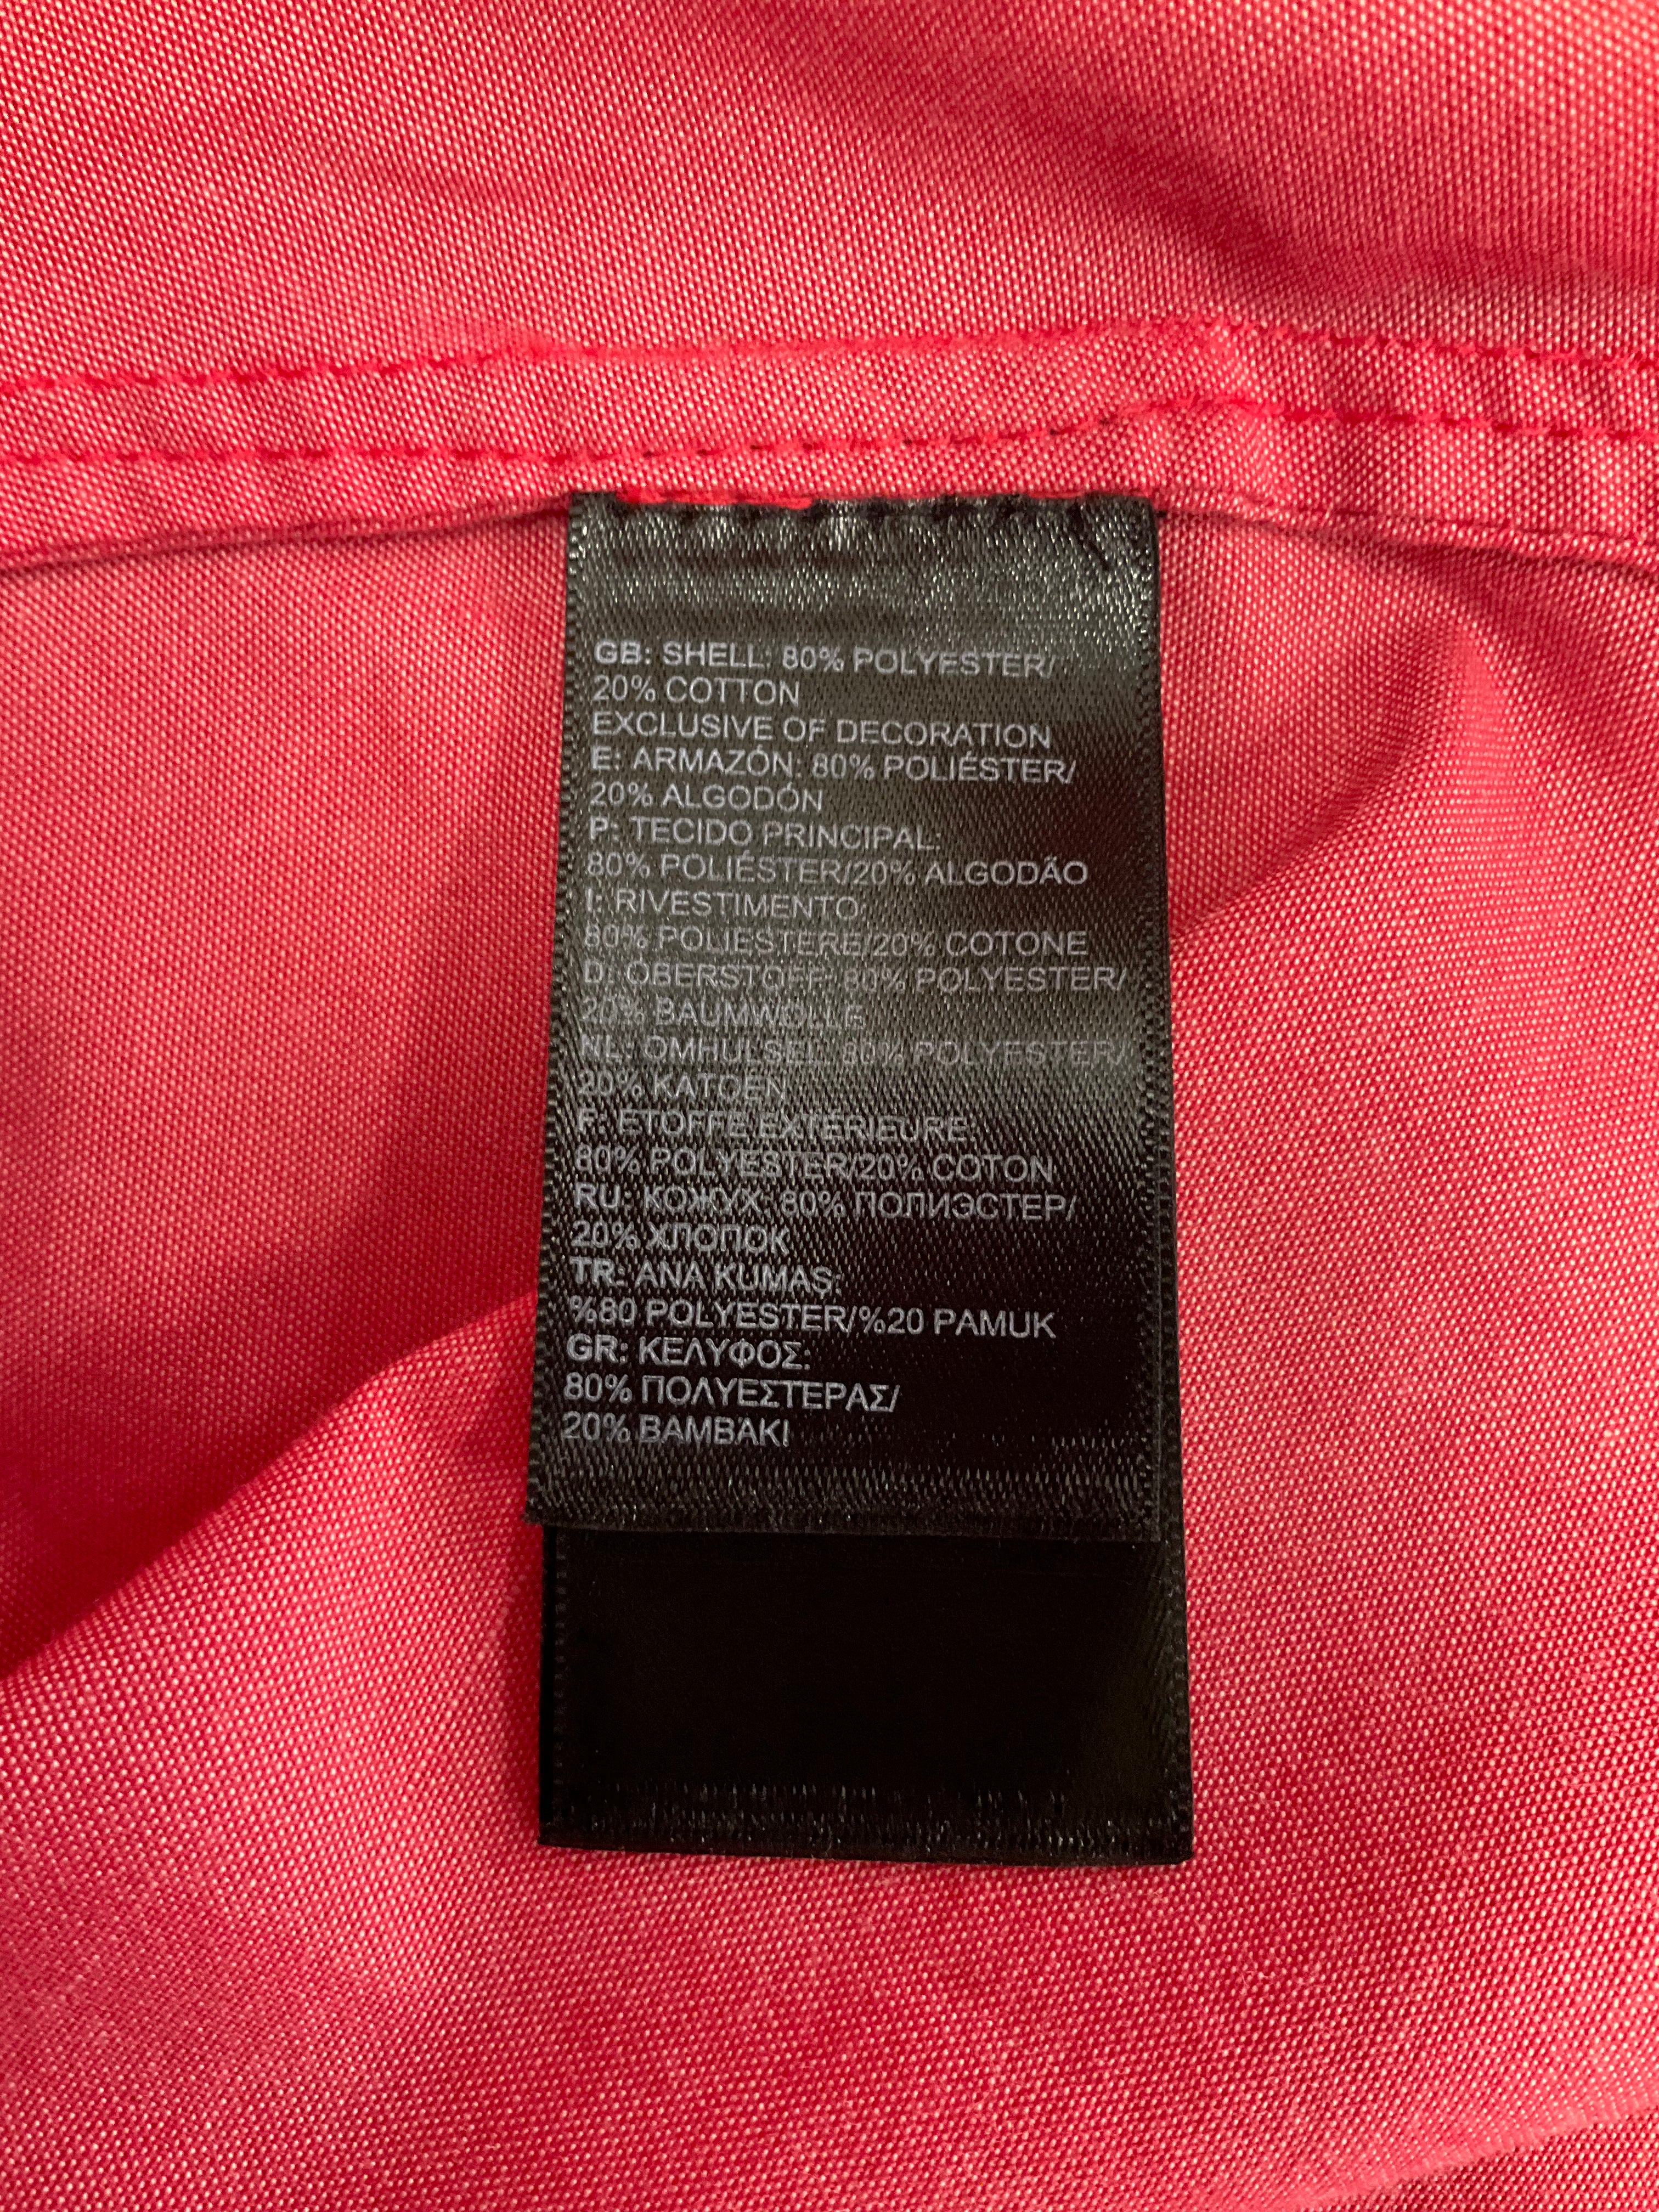 GB: SHELL: 80% POLYESTER/
20% COTTON
EXCLUSIVE OF DECORATION
E: ARMAZÓN: 80% POLIÉSTER/
20% ALGODÓN
P: TECIDO PRINCIPAL:
80% POLIÉSTER/20% ALGODÃO
I: RIVESTIMENTO:
80% POLIESTERE/20% COTONE
D: OBERSTOFF: 80% POLYESTER/
20% BAUMWOLLE
NL: OMHULSEL: 80% POLYESTER/
20% KATOEN
F: ETOFFE EXTERIEURE:
80% POLYESTER/20% COTON
RU: КОЖУХ: 80% ПОЛИЭСТЕР/
20% ХЛОПОК
TR: ANA KUMAŞ:
%80 POLYESTER/%20 PAMUK
GR: ΚΕΛΥΦΟΣ:
80% ΠΟΛΥΕΣΤΕΡΑΣ/
20% ΒΑΜΒΑΚΙ